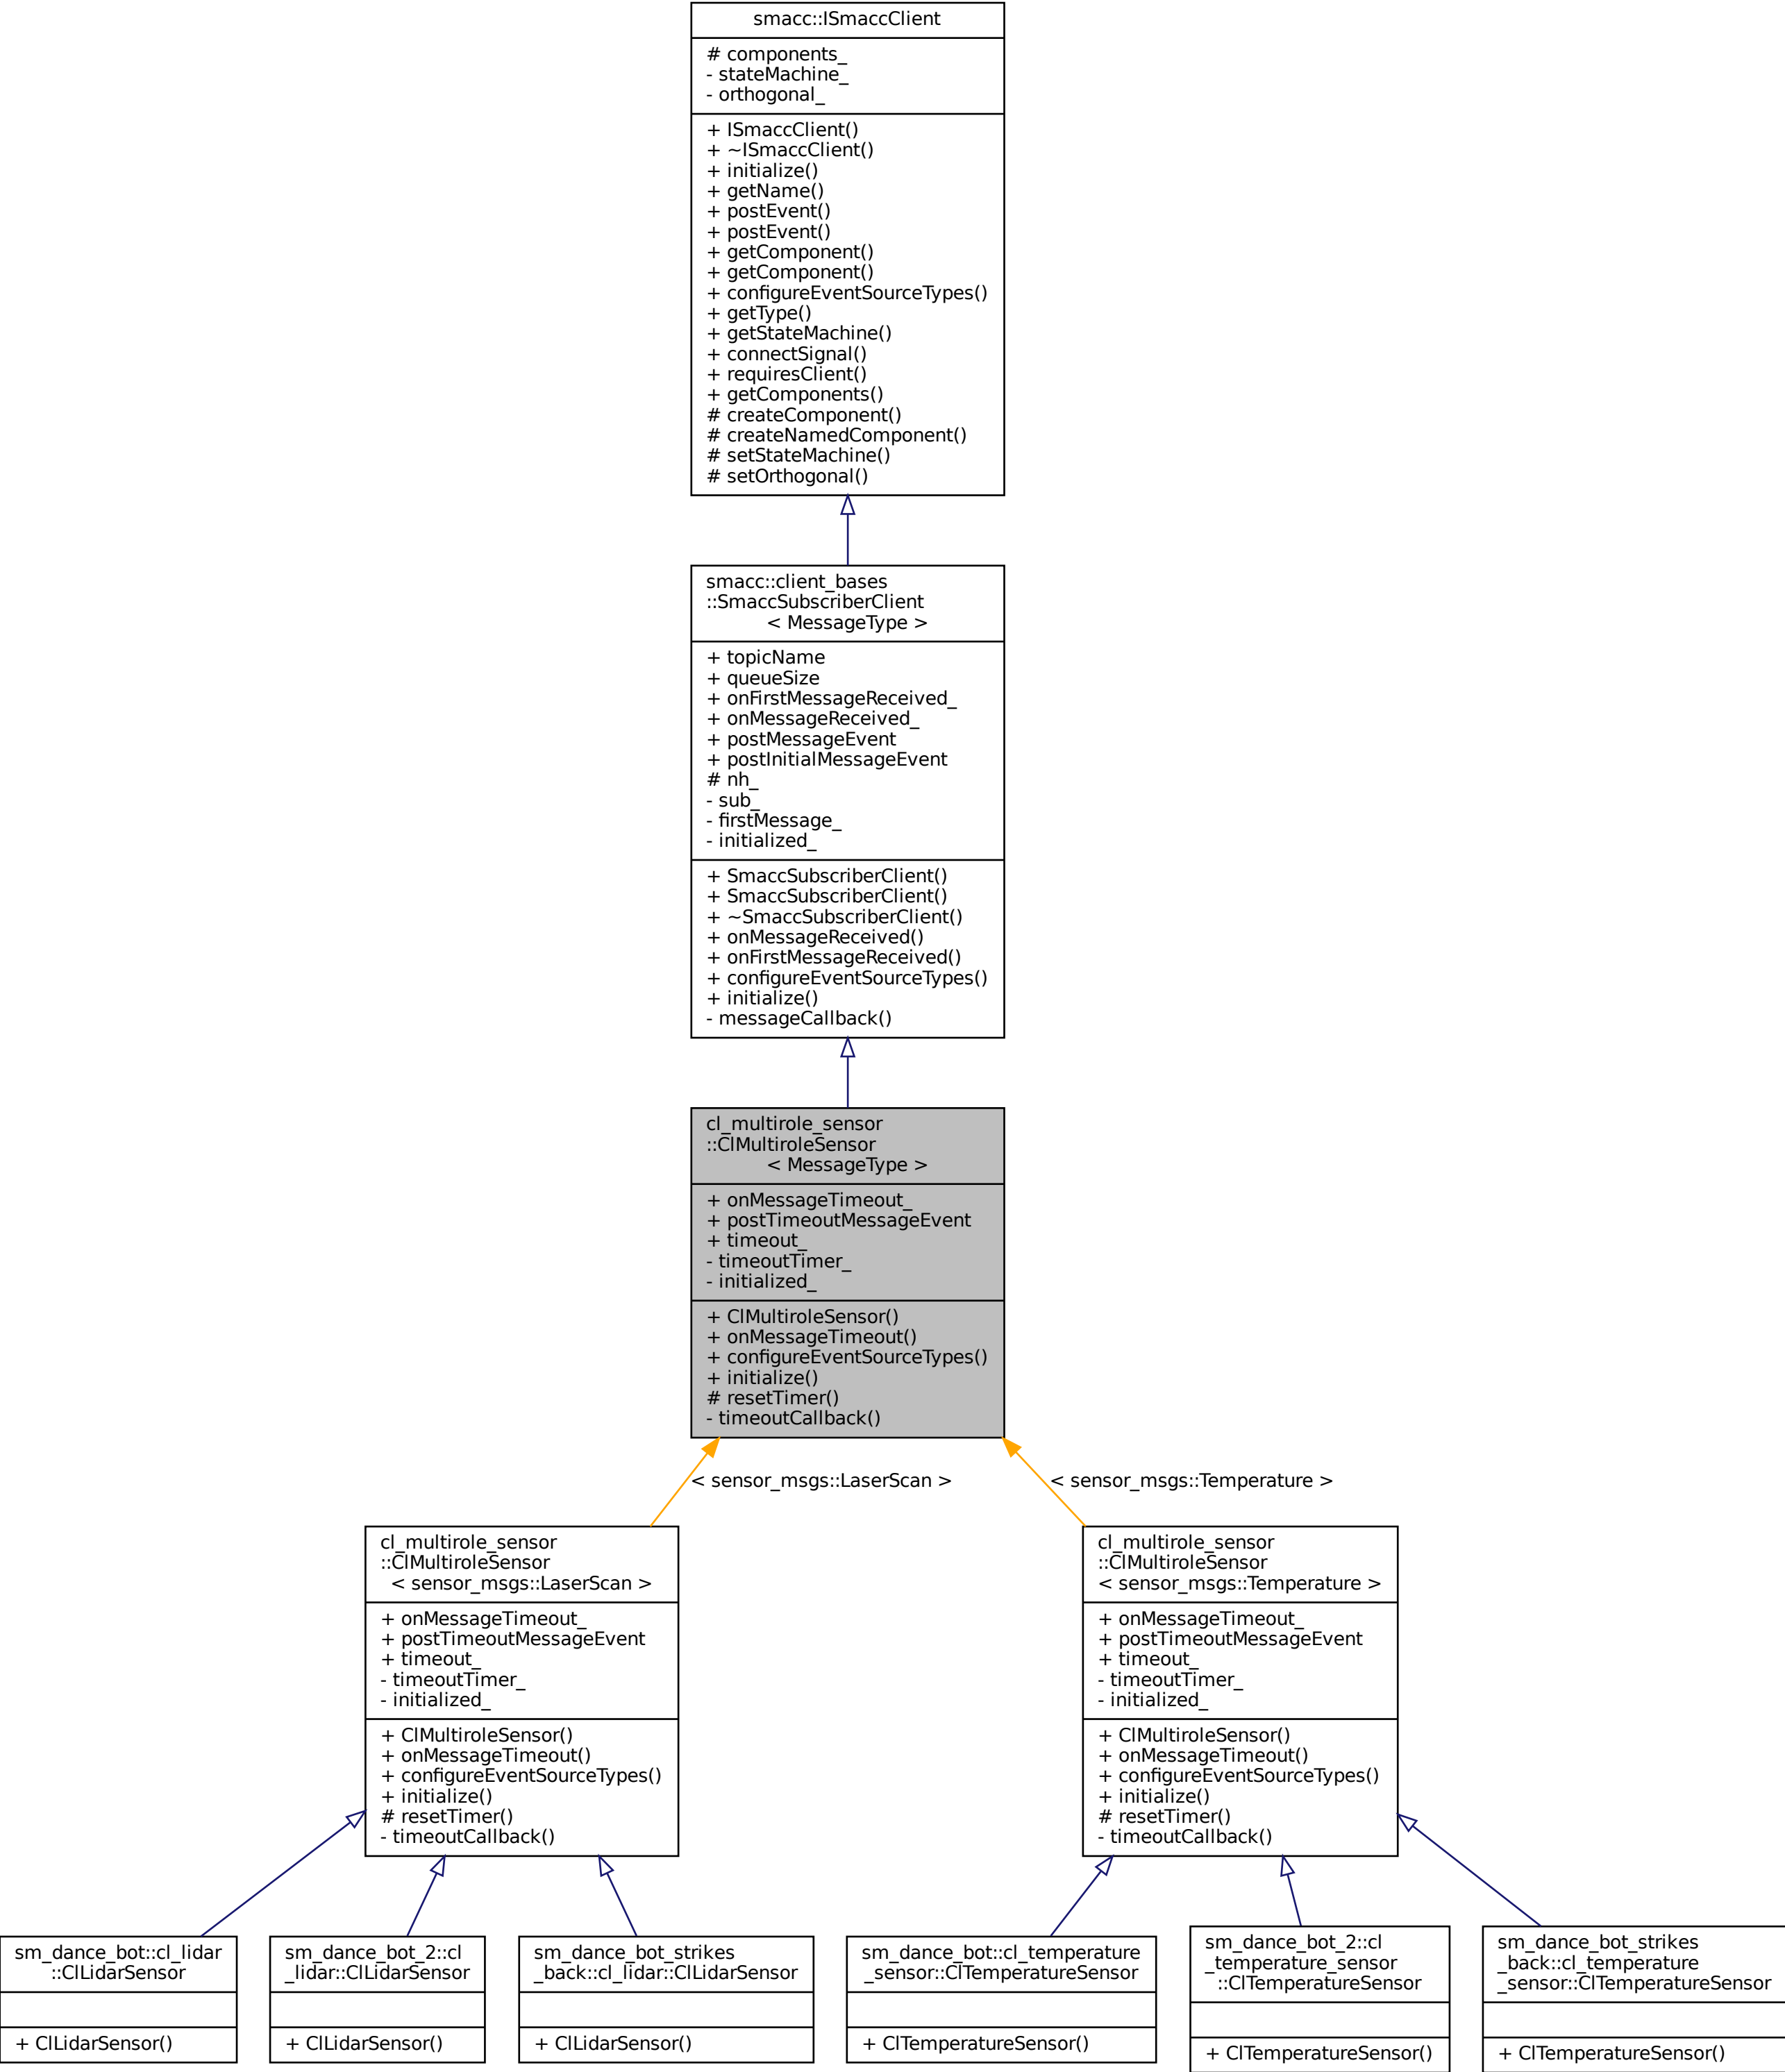 smacc::ISmaccClient
# components_
- stateMachine_
- orthogonal_
+ ISmaccClient()
+ ~ISmaccClient()
+ initialize()
+ getName()
+ postEvent()
+ postEvent()
+ getComponent()
+ getComponent()
+ configureEventSourceTypes()
+ getType()
+ getStateMachine()
+ connectSignal()
+ requiresClient()
+ getComponents()
# createComponent()
# createNamedComponent()
# setStateMachine()
# setOrthogonal()
smacc::client_bases
::SmaccSubscriberClient
< MessageType >
+ topicName
+ queueSize
+ onFirstMessageReceived_
+ onMessageReceived_
+ postMessageEvent
+ postInitialMessageEvent
# nh_
- sub_
- firstMessage_
- initialized_
+ SmaccSubscriberClient()
+ SmaccSubscriberClient()
+ ~SmaccSubscriberClient()
+ onMessageReceived()
+ onFirstMessageReceived()
+ configureEventSourceTypes()
+ initialize()
- messageCallback()
cl_multirole_sensor
::ClMultiroleSensor
< MessageType >
+ onMessageTimeout_
+ postTimeoutMessageEvent
+ timeout_
- timeoutTimer_
- initialized_
+ ClMultiroleSensor()
+ onMessageTimeout()
+ configureEventSourceTypes()
+ initialize()
# resetTimer()
- timeoutCallback()
< sensor_msgs::LaserScan >
< sensor_msgs::Temperature >
cl_multirole_sensor
::ClMultiroleSensor
< sensor_msgs::LaserScan >
+ onMessageTimeout_
+ postTimeoutMessageEvent
+ timeout_
- timeoutTimer_
- initialized_
+ ClMultiroleSensor()
+ onMessageTimeout()
+ configureEventSourceTypes()
+ initialize()
# resetTimer()
- timeoutCallback()
cl_multirole_sensor
::ClMultiroleSensor
< sensor_msgs::Temperature >
+ onMessageTimeout_
+ postTimeoutMessageEvent
+ timeout_
- timeoutTimer_
- initialized_
+ ClMultiroleSensor()
+ onMessageTimeout()
+ configureEventSourceTypes()
+ initialize()
# resetTimer()
- timeoutCallback()
sm_dance_bot::cl_lidar
::ClLidarSensor
+ ClLidarSensor()
sm_dance_bot_2::cl
_lidar::ClLidarSensor
+ ClLidarSensor()
sm_dance_bot_strikes
_back::cl_lidar::ClLidarSensor
+ ClLidarSensor()
sm_dance_bot::cl_temperature
_sensor::ClTemperatureSensor
+ ClTemperatureSensor()
sm_dance_bot_2::cl
_temperature_sensor
::ClTemperatureSensor
+ ClTemperatureSensor()
sm_dance_bot_strikes
_back::cl_temperature
_sensor::ClTemperatureSensor
+ ClTemperatureSensor()